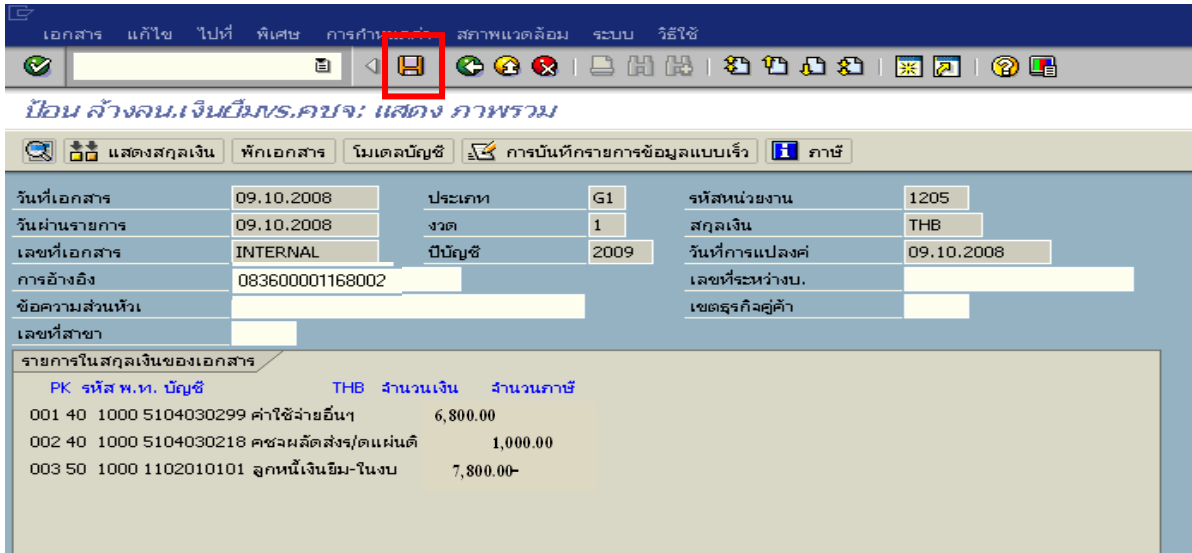 เอกสาร แก้ไข ไปที่ พิเศษ การกำหนดค่า สภาพแวดล้อม ระบบ วิธีใช้
ป้อน ล้างลน.เงินยืมvs.คขจ: แสดง ภาพรวม
แสดงสกุลเงิน พักเอกสาร โมเดลบัญชี การบันทึกรายการข้อมูลแบบเร็ว ภาษี
วันที่เอกสาร 09.10.2008 ประเภท G1 รหัสหน่วยงาน 1205
วันผ่านรายการ 09.10.2008 งวด 1 สกุลเงิน THB
เลขที่เอกสาร INTERNAL ปีบัญชี 2009 วันที่การแปลงค่ 09.10.2008
การอ้างอิง 083600001168002 เลขที่ระหว่างบ.
ข้อความส่วนหัวเ เขตธุรกิจคู่ค้า
เลขที่สาขา
รายการในสกุลเงินของเอกสาร
PK รหัส พ.ท. บัญชี THB จำนวนเงิน จำนวนภาษี
001 40 1000 5104030299 ค่าใช้จ่ายอื่นๆ 6,800.00
002 40 1000 5104030218 คชจผลัดส่งร/ดแผ่นดิ 1,000.00
003 50 1000 1102010101 ลูกหนี้เงินยืม-ในงบ 7,800.00-